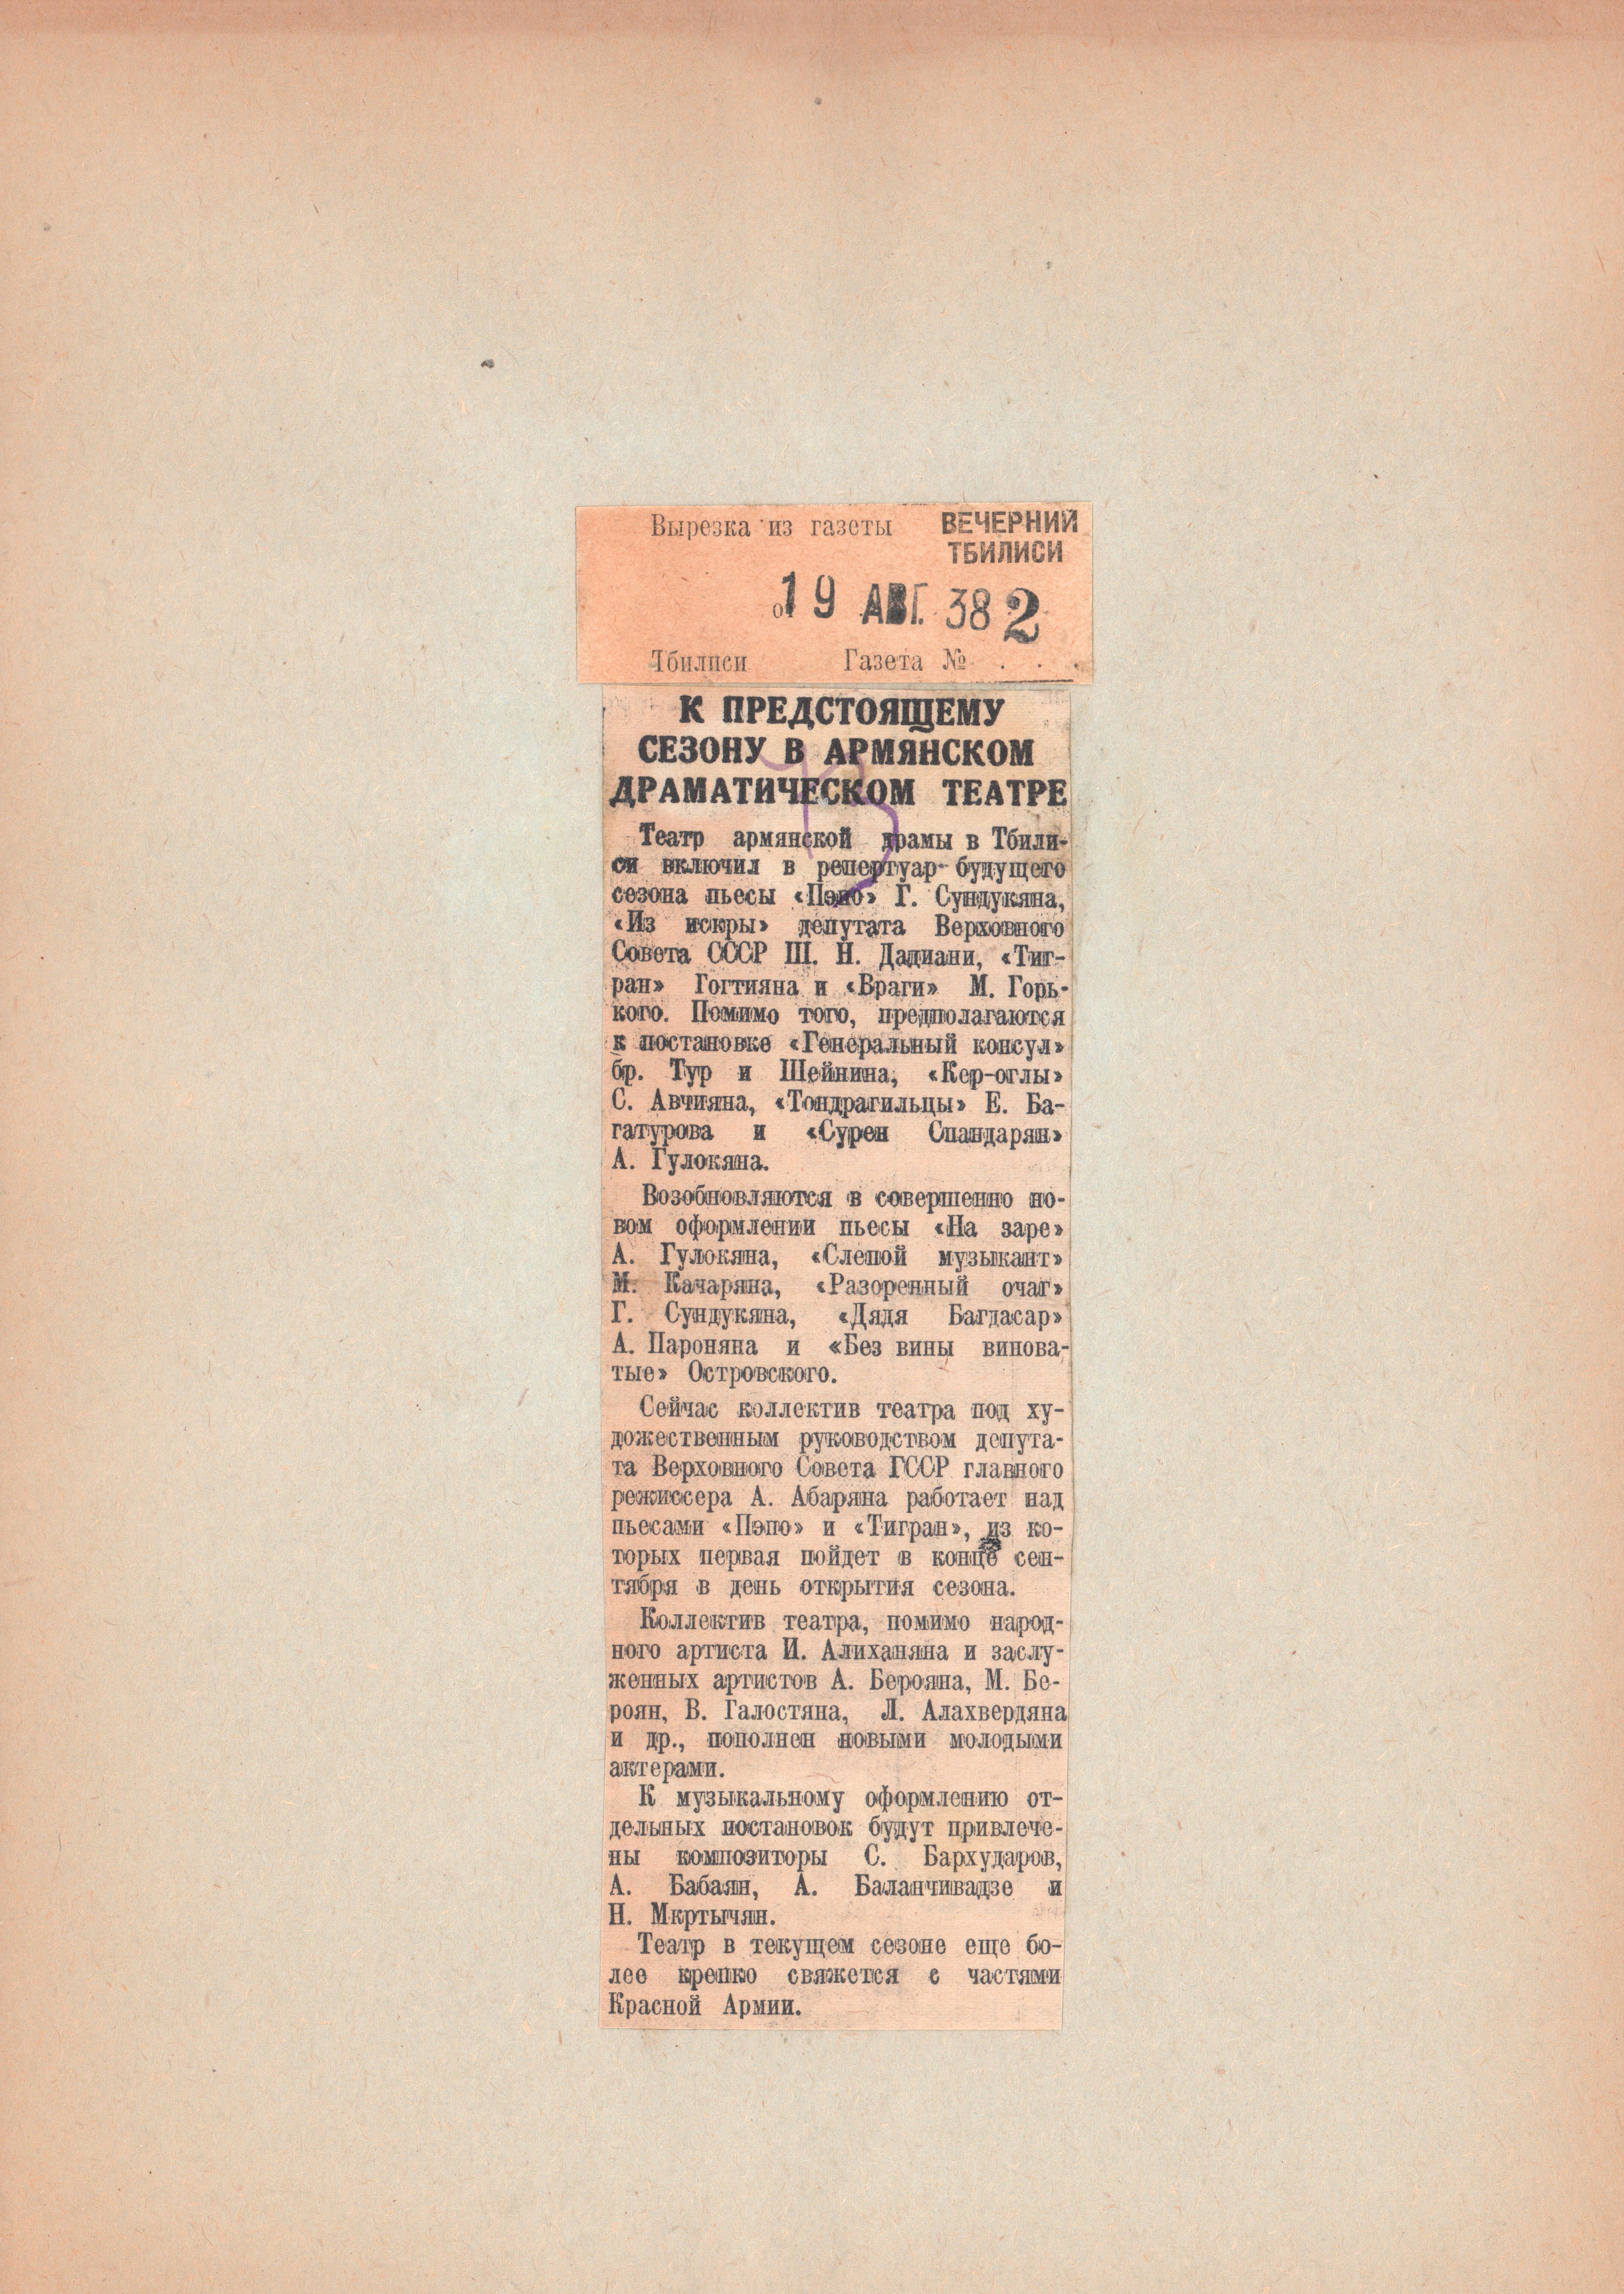 Вырезка из газеты ВЕЧЕРНИЙ
ТБИЛИСИ
от 19 АВГ. 38 2
Тбилиси Газета № . . .
К ПРЕДСТОЯЩЕМУ
СЕЗОНУ В АРМЯНСКОМ
ДРАМАТИЧЕСКОМ ТЕАТРЕ
Театр армянской драмы в Тбили-
си включил в репертуар будущего
сезона пьесы «Пэпо» Г. Сундукяна,
«Из искры» депутата Верховного
Совета СССР Ш. Н. Дадиани, «Тиг-
ран» Гогтияна и «Враги» М. Горь-
кого. Помимо того, предполагаются
к постановке «Генеральный консул»
бр. Тур и Шейнина, «Кер-оглы»
С. Авчияна, «Тондрагильцы» Е. Ба-
гатурова и «Сурен Спандарян»
А. Гулокяна.
Возобновляются в совершенно но-
вом оформлении пьесы «На заре»
А. Гулокяна, «Слепой музыкант»
М. Качаряна, «Разоренный очаг»
Г. Сундукяна, «Дядя Багдасар»
А. Пароняна и «Без вины винова-
тые» Островского.
Сейчас коллектив театра под ху-
дожественным руководством депута-
та Верховного Совета ГССР главного
режиссера А. Абаряна работает над
пьесами «Пэпо» и «Тигран», из ко-
торых первая пойдет в конце сен-
тября в день открытия сезона.
Коллектив театра, помимо народ-
ного артиста И. Алиханяна и заслу-
женных артистов А. Берояна, М. Бе-
роян, В. Галостяна, Л. Алахвердяна
и др., пополнен новыми молодыми
актерами.
К музыкальному оформлению от-
дельных постановок будут привлече-
ны композиторы С. Бархударов,
А. Бабаян, А. Баланчивадзе и
Н. Мкртычян.
Театр в текущем сезоне еще бо-
лее крепко свяжется с частями
Красной Армии.